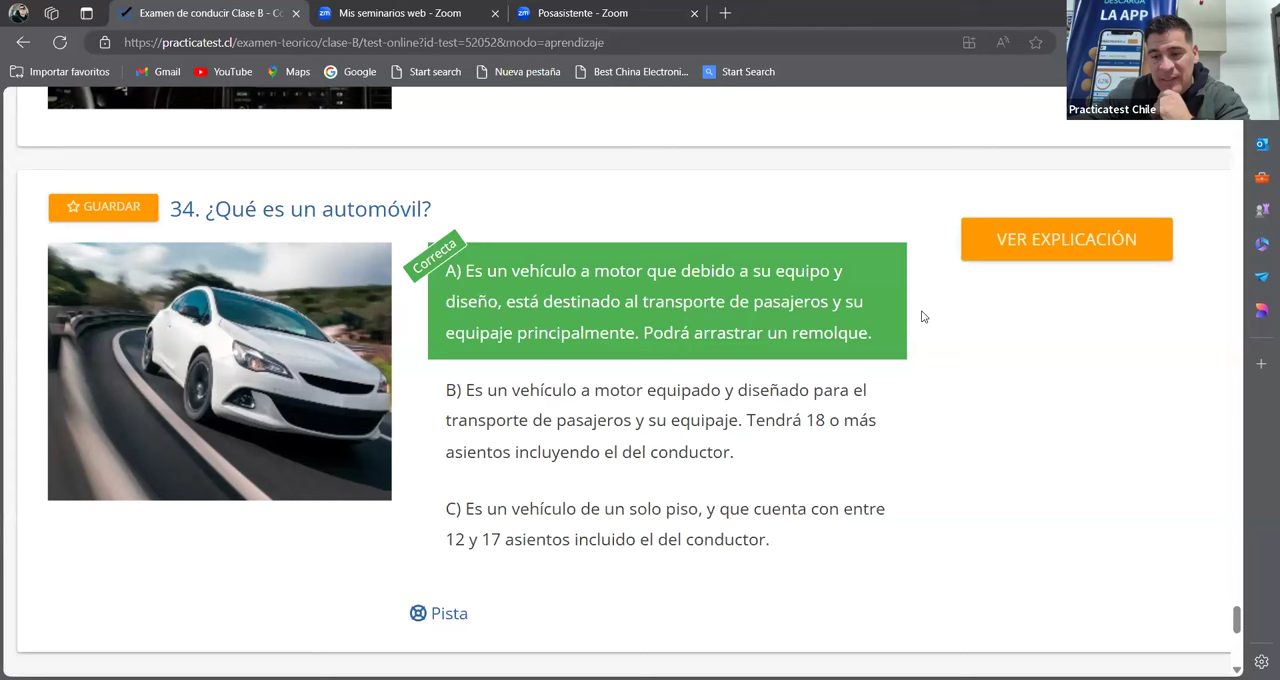 Examen de conducir Clase B - Co
Mis seminarios web - Zoom
Posasistente - Zoom
https://practicatest.cl/examen-teorico/clase-B/test-online?id-test=52052&modo=aprendizaje
Importar favoritos
Gmail
YouTube
Maps
Google
Start search
Nueva pestaña
Best China Electroni...
Start Search
DESCARGA
LA APP
62%
Practicatest Chile
GUARDAR
34. ¿Qué es un automóvil?
VER EXPLICACIÓN
Correcta
A) Es un vehículo a motor que debido a su equipo y
diseño, está destinado al transporte de pasajeros y su
equipaje principalmente. Podrá arrastrar un remolque.
B) Es un vehículo a motor equipado y diseñado para el
transporte de pasajeros y su equipaje. Tendrá 18 o más
asientos incluyendo el del conductor.
C) Es un vehículo de un solo piso, y que cuenta con entre
12 y 17 asientos incluido el del conductor.
Pista